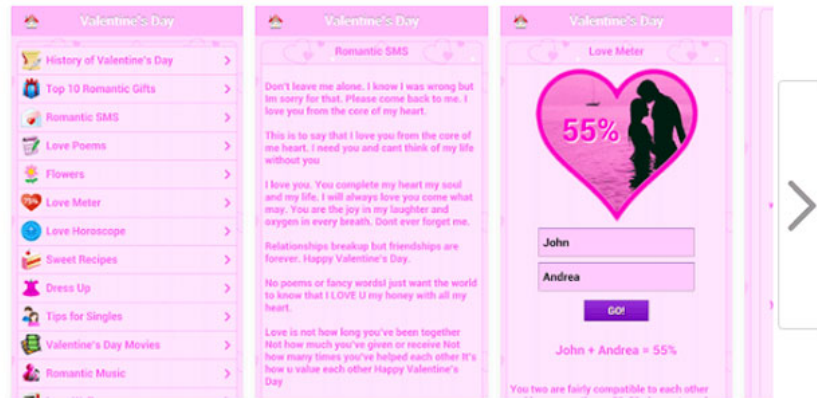 Valentine's Day
History of Valentine's Day
Top 10 Romantic Gifts
Romantic SMS
Love Poems
Flowers
75%
Love Meter
Love Horoscope
Sweet Recipes
Dress Up
Tips for Singles
Valentine's Day Movies
Romantic Music
Valentine's Day
Romantic SMS
Don't leave me alone. I know I was wrong but
Im sorry for that. Please come back to me. I
love you from the core of my heart.
This is to say that I love you from the core of
me heart. I need you and cant think of my life
without you
I love you. You complete my heart my soul
and my life. I will always love you come what
may. You are the joy in my laughter and
oxygen in every breath. Dont ever forget me.
Relationships breakup but friendships are
forever. Happy Valentine's Day.
No poems or fancy words! just want the world
to know that I LOVE U my honey with all my
heart.
Love is not how long you've been together
Not how much you've given or receive Not
how many times you've helped each other It's
how u value each other Happy Valentine's
Day
Valentine's Day
Love Meter
55%
John
Andrea
GO!
John + Andrea = 55%
You two are fairly compatible to each other